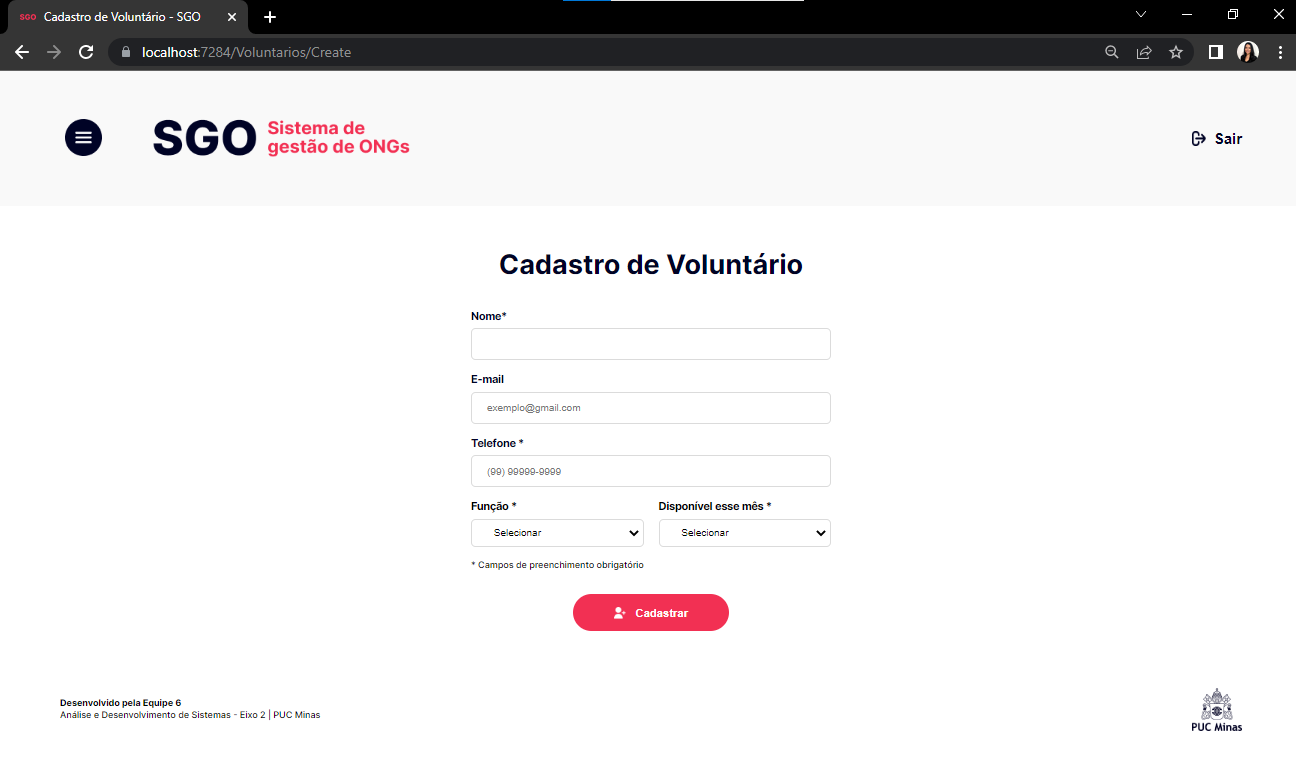 SGO Cadastro de Voluntário - SGO
localhost:7284/Voluntarios/Create
SGO
Sistema de
gestão de ONGs
Sair
Cadastro de Voluntário
Nome*
E-mail
exemplo@gmail.com
Telefone *
(99) 99999-9999
Função * Disponível esse mês *
Selecionar Selecionar
* Campos de preenchimento obrigatório
Cadastrar
Desenvolvido pela Equipe 6
Análise e Desenvolvimento de Sistemas - Eixo 2 | PUC Minas
PUC Minas